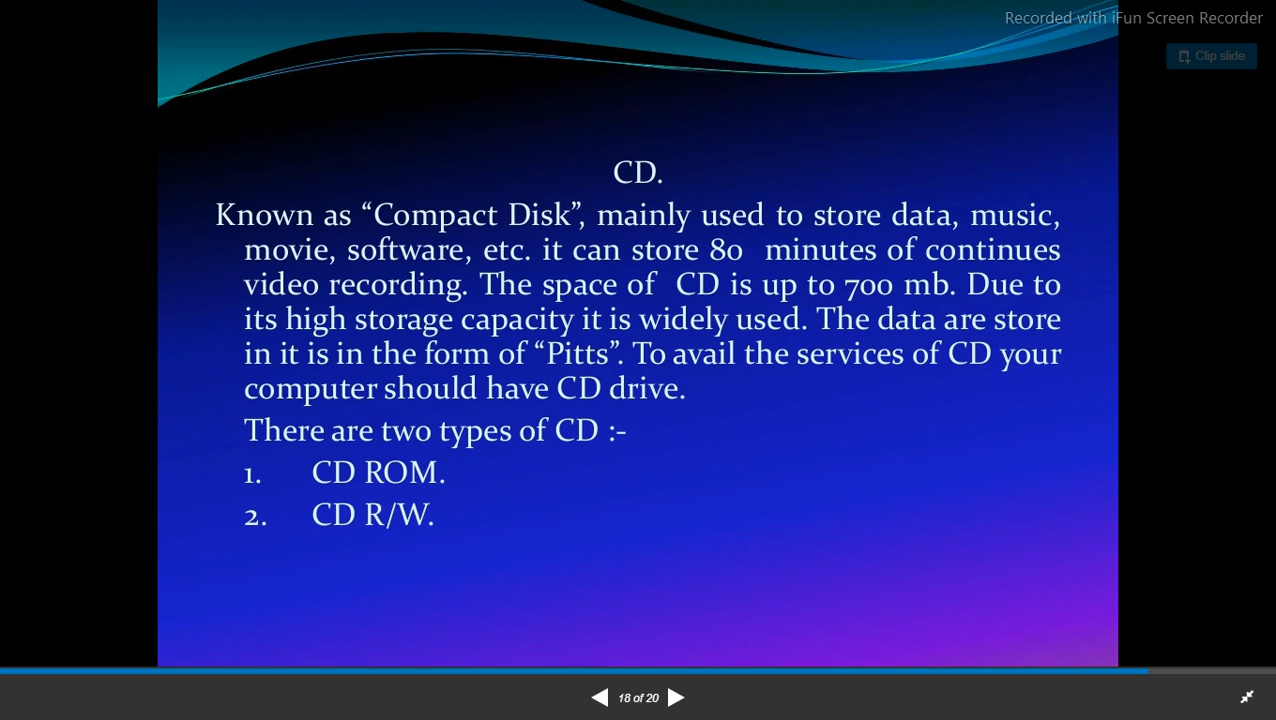 Recorded with iFun Screen Recorder
Clip slide
CD.
Known as “Compact Disk”, mainly used to store data, music,
movie, software, etc. it can store 80 minutes of continues
video recording. The space of CD is up to 700 mb. Due to
its high storage capacity it is widely used. The data are store
in it is in the form of “Pitts”. To avail the services of CD your
computer should have CD drive.
There are two types of CD :-
1. CD ROM.
2. CD R/W.
18 of 20